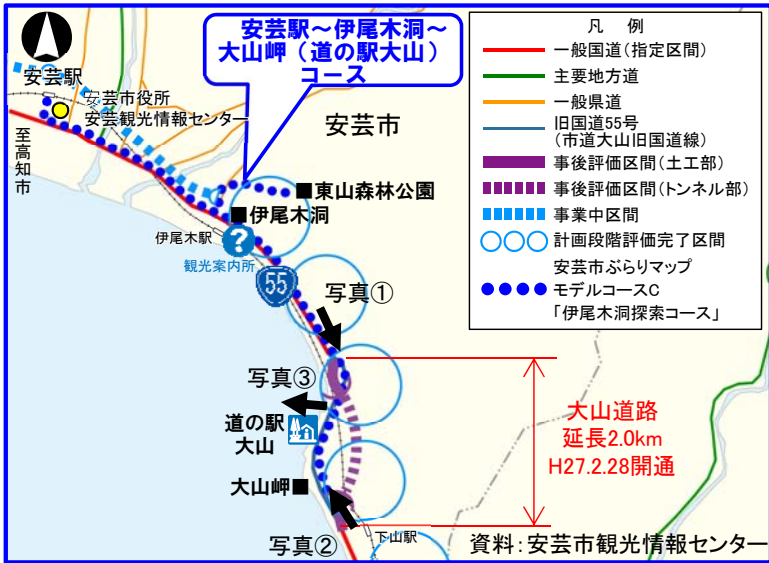 安芸駅～伊尾木洞～
大山岬（道の駅大山）
コース
安芸駅
安芸市役所
安芸観光情報センター
至高知市
安芸市
東山森林公園
伊尾木洞
伊尾木駅
?
観光案内所
55
写真①
写真③
道の駅
大山
大山岬
写真②
下山駅
大山道路
延長2.0km
H27.2.28開通
資料：安芸市観光情報センター
凡　例
一般国道（指定区間）
主要地方道
一般県道
旧国道55号
（市道大山旧国道線）
事後評価区間（土工部）
事後評価区間（トンネル部）
事業中区間
計画段階評価完了区間
安芸市ぶらりマップ
モデルコースC
「伊尾木洞探索コース」